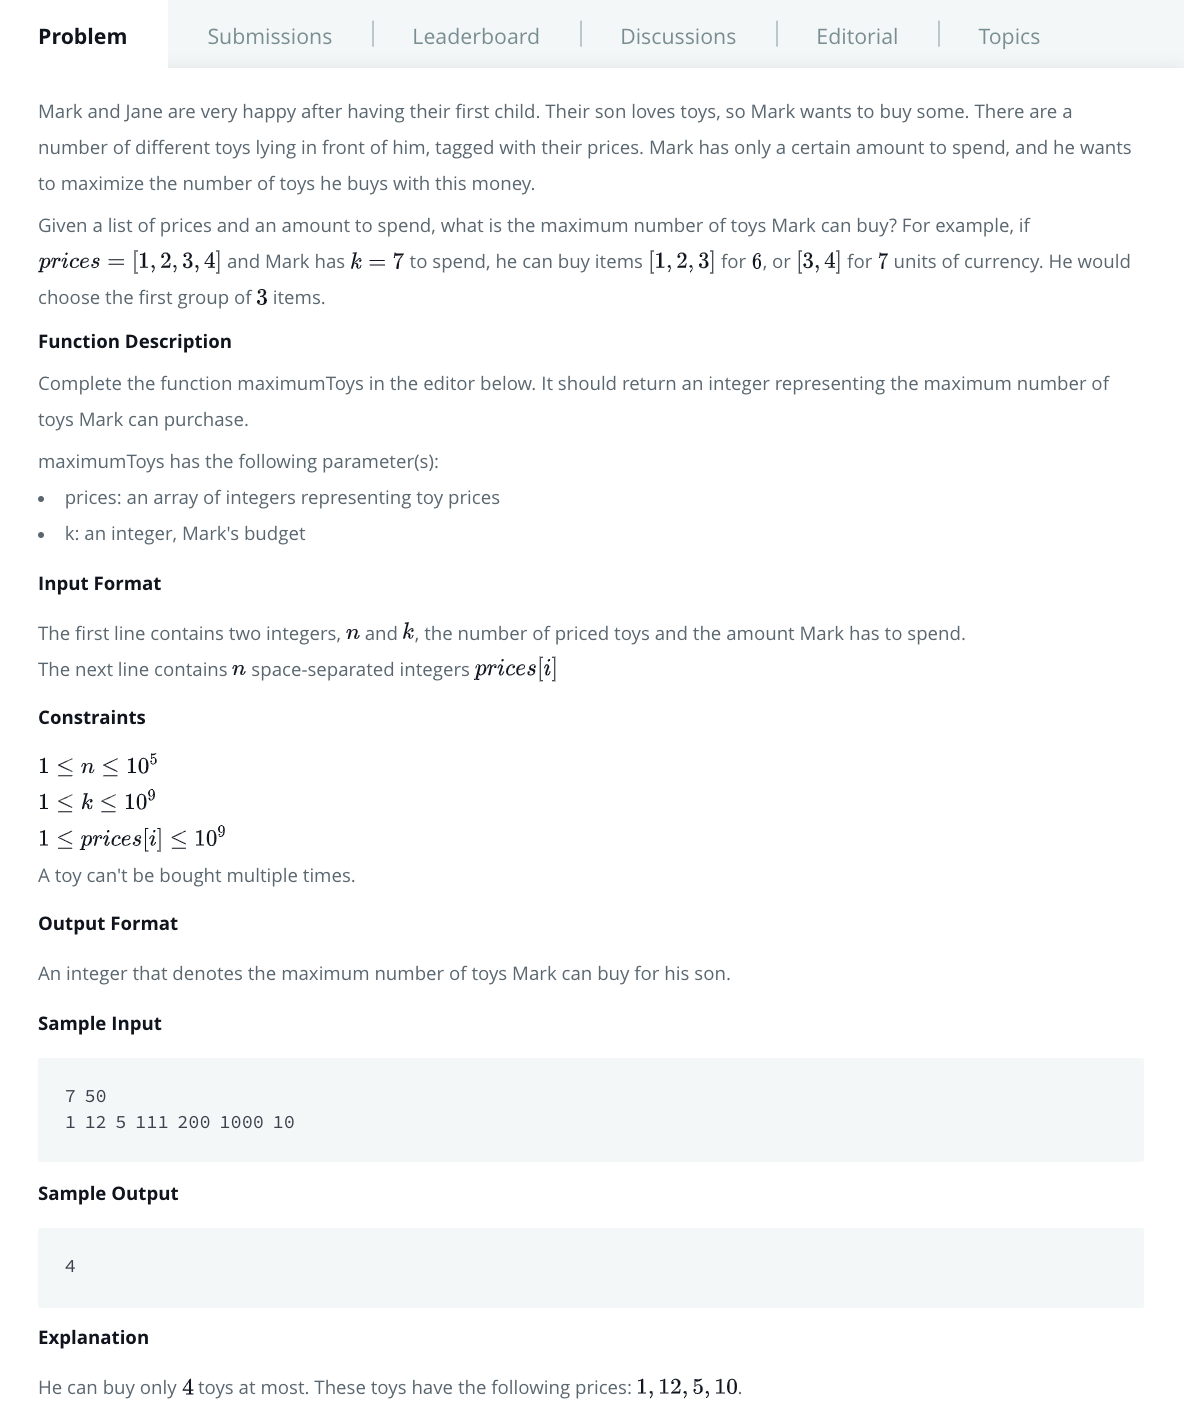 Problem Submissions Leaderboard Discussions Editorial Topics
Mark and Jane are very happy after having their first child. Their son loves toys, so Mark wants to buy some. There are a
number of different toys lying in front of him, tagged with their prices. Mark has only a certain amount to spend, and he wants
to maximize the number of toys he buys with this money.
Given a list of prices and an amount to spend, what is the maximum number of toys Mark can buy? For example, if
prices = [1, 2, 3, 4] and Mark has k = 7 to spend, he can buy items [1, 2, 3] for 6, or [3, 4] for 7 units of currency. He would
choose the first group of 3 items.
Function Description
Complete the function maximumToys in the editor below. It should return an integer representing the maximum number of
toys Mark can purchase.
maximumToys has the following parameter(s):
• prices: an array of integers representing toy prices
• k: an integer, Mark's budget
Input Format
The first line contains two integers, n and k, the number of priced toys and the amount Mark has to spend.
The next line contains n space-separated integers prices[i]
Constraints
1 ≤ n ≤ 10⁵
1 ≤ k ≤ 10⁹
1 ≤ prices[i] ≤ 10⁹
A toy can't be bought multiple times.
Output Format
An integer that denotes the maximum number of toys Mark can buy for his son.
Sample Input
7 50
1 12 5 111 200 1000 10
Sample Output
4
Explanation
He can buy only 4 toys at most. These toys have the following prices: 1, 12, 5, 10.